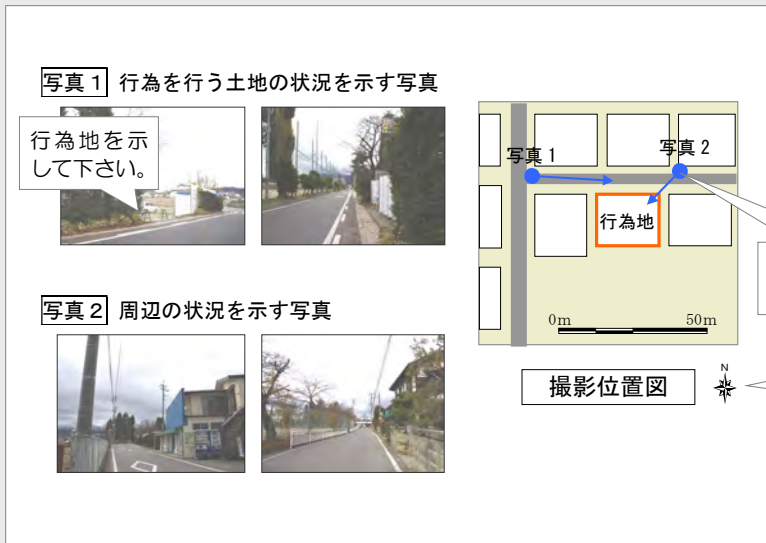 写真1 行為を行う土地の状況を示す写真
行為地を示
して下さい。
写真1
写真2
行為地
0m
50m
写真2 周辺の状況を示す写真
撮影位置図
N